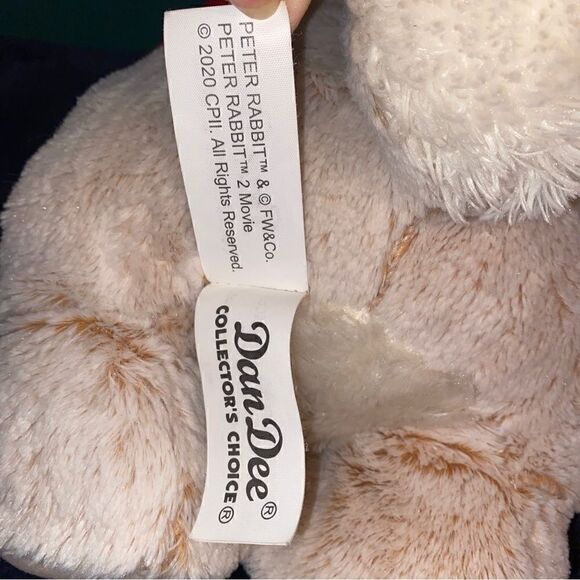 PETER RABBIT™ & © FW&Co.
PETER RABBIT™ 2 Movie
© 2020 CPII. All Rights Reserved.
Dan Dee®
COLLECTOR'S CHOICE®